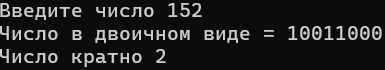 Введите число 152
Число в двоичном виде = 10011000
Число кратно 2